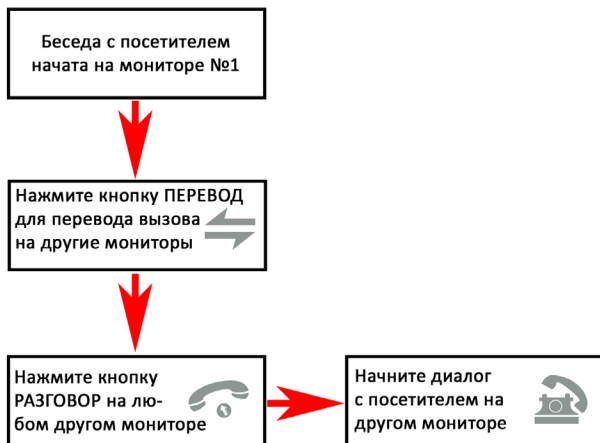 Беседа с посетителем
начата на мониторе №1
Нажмите кнопку ПЕРЕВОД
для перевода вызова
на другие мониторы
Нажмите кнопку
РАЗГОВОР на лю-
бом другом мониторе
Начните диалог
с посетителем на
другом мониторе